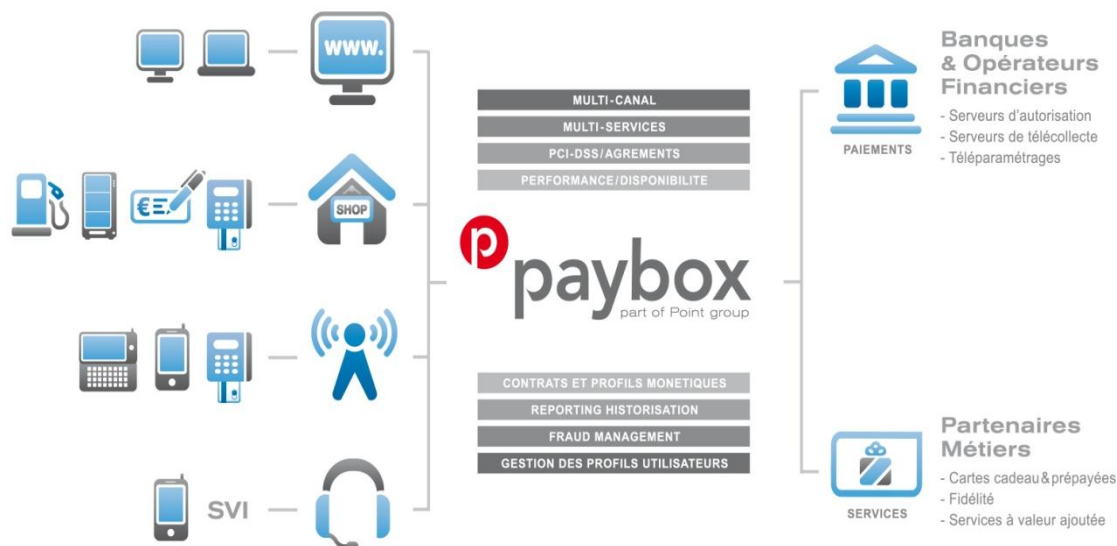 WWW.
€
SHOP
SVI
MULTI-CANAL
MULTI-SERVICES
PCI-DSS/AGREMENTS
PERFORMANCE/DISPONIBILITE
p
paybox
part of Point group
CONTRATS ET PROFILS MONETIQUES
REPORTING HISTORISATION
FRAUD MANAGEMENT
GESTION DES PROFILS UTILISATEURS
PAIEMENTS
Banques
& Opérateurs
Financiers
- Serveurs d'autorisation
- Serveurs de télécollecte
- Téléparamétrages
SERVICES
Partenaires
Métiers
- Cartes cadeau & prépayées
- Fidélité
- Services à valeur ajoutée